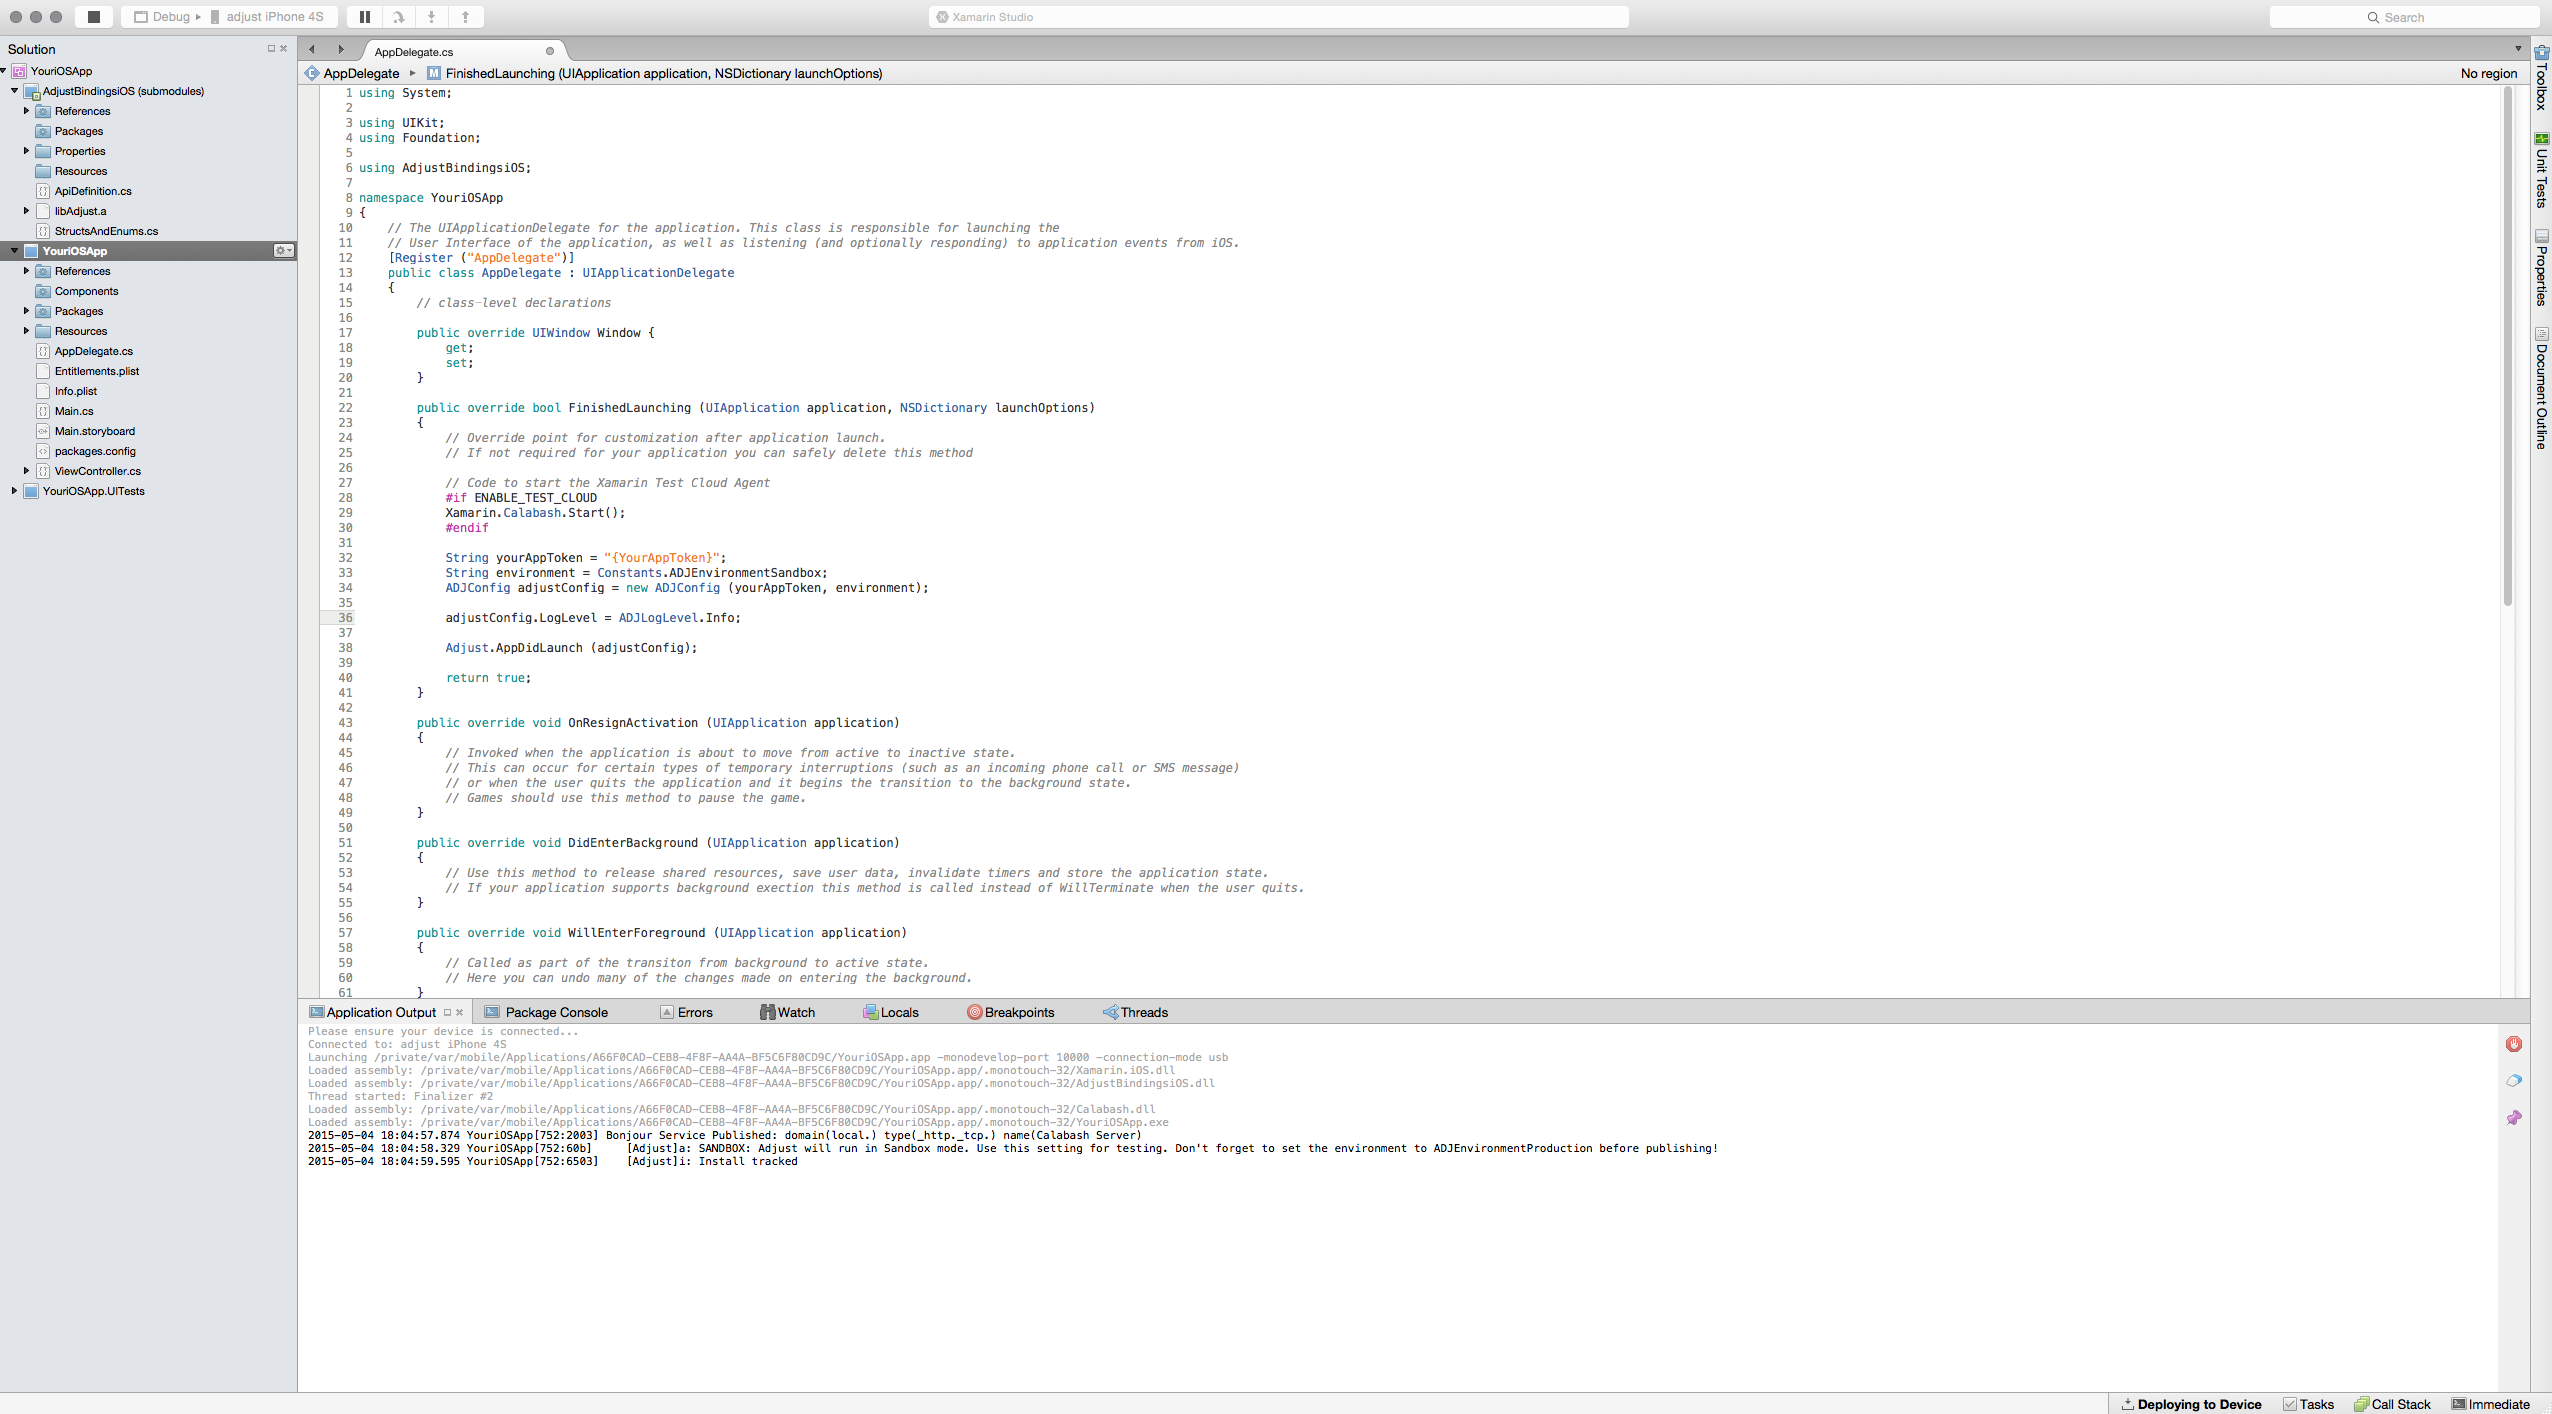 Debug
adjust iPhone 4S
Xamarin Studio
Search
Solution
YouriOSApp
AdjustBindingsiOS (submodules)
References
Packages
Properties
Resources
ApiDefinition.cs
libAdjust.a
StructsAndEnums.cs
YouriOSApp
References
Components
Packages
Resources
AppDelegate.cs
Entitlements.plist
Info.plist
Main.cs
Main.storyboard
packages.config
ViewController.cs
YouriOSApp.UITests
AppDelegate.cs
AppDelegate
M FinishedLaunching (UIApplication application, NSDictionary launchOptions)
No region
1 using System;
2
3 using UIKit;
4 using Foundation;
5
6 using AdjustBindingsiOS;
7
8 namespace YouriOSApp
9 {
10 // The UIApplicationDelegate for the application. This class is responsible for launching the
11 // User Interface of the application, as well as listening (and optionally responding) to application events from iOS.
12 [Register ("AppDelegate")]
13 public class AppDelegate : UIApplicationDelegate
14 {
15 // class-level declarations
16
17 public override UIWindow Window {
18 get;
19 set;
20 }
21
22 public override bool FinishedLaunching (UIApplication application, NSDictionary launchOptions)
23 {
24 // Override point for customization after application launch.
25 // If not required for your application you can safely delete this method
26
27 // Code to start the Xamarin Test Cloud Agent
28 #if ENABLE_TEST_CLOUD
29 Xamarin.Calabash.Start();
30 #endif
31
32 String yourAppToken = "{YourAppToken}";
33 String environment = Constants.ADJEnvironmentSandbox;
34 ADJConfig adjustConfig = new ADJConfig (yourAppToken, environment);
35
36 adjustConfig.LogLevel = ADJLogLevel.Info;
37
38 Adjust.AppDidLaunch (adjustConfig);
39
40 return true;
41 }
42
43 public override void OnResignActivation (UIApplication application)
44 {
45 // Invoked when the application is about to move from active to inactive state.
46 // This can occur for certain types of temporary interruptions (such as an incoming phone call or SMS message)
47 // or when the user quits the application and it begins the transition to the background state.
48 // Games should use this method to pause the game.
49 }
50
51 public override void DidEnterBackground (UIApplication application)
52 {
53 // Use this method to release shared resources, save user data, invalidate timers and store the application state.
54 // If your application supports background exection this method is called instead of WillTerminate when the user quits.
55 }
56
57 public override void WillEnterForeground (UIApplication application)
58 {
59 // Called as part of the transiton from background to active state.
60 // Here you can undo many of the changes made on entering the background.
61 }
Toolbox
Unit Tests
Properties
Document Outline
Application Output
Package Console
Errors
Watch
Locals
Breakpoints
Threads
Please ensure your device is connected...
Connected to: adjust iPhone 4S
Launching /private/var/mobile/Applications/A66F0CAD-CEB8-4F8F-AA4A-BF5C6F80CD9C/YouriOSApp.app -monodevelop-port 10000 -connection-mode usb
Loaded assembly: /private/var/mobile/Applications/A66F0CAD-CEB8-4F8F-AA4A-BF5C6F80CD9C/YouriOSApp.app/.monotouch-32/Xamarin.iOS.dll
Loaded assembly: /private/var/mobile/Applications/A66F0CAD-CEB8-4F8F-AA4A-BF5C6F80CD9C/YouriOSApp.app/.monotouch-32/AdjustBindingsiOS.dll
Thread started: Finalizer #2
Loaded assembly: /private/var/mobile/Applications/A66F0CAD-CEB8-4F8F-AA4A-BF5C6F80CD9C/YouriOSApp.app/.monotouch-32/Calabash.dll
Loaded assembly: /private/var/mobile/Applications/A66F0CAD-CEB8-4F8F-AA4A-BF5C6F80CD9C/YouriOSApp.app/.monotouch-32/YouriOSApp.exe
2015-05-04 18:04:57.874 YouriOSApp[752:2003] Bonjour Service Published: domain(local.) type(_http._tcp.) name(Calabash Server)
2015-05-04 18:04:58.329 YouriOSApp[752:60b] [Adjust]a: SANDBOX: Adjust will run in Sandbox mode. Use this setting for testing. Don't forget to set the environment to ADJEnvironmentProduction before publishing!
2015-05-04 18:04:59.595 YouriOSApp[752:6503] [Adjust]i: Install tracked
Deploying to Device
Tasks
Call Stack
Immediate